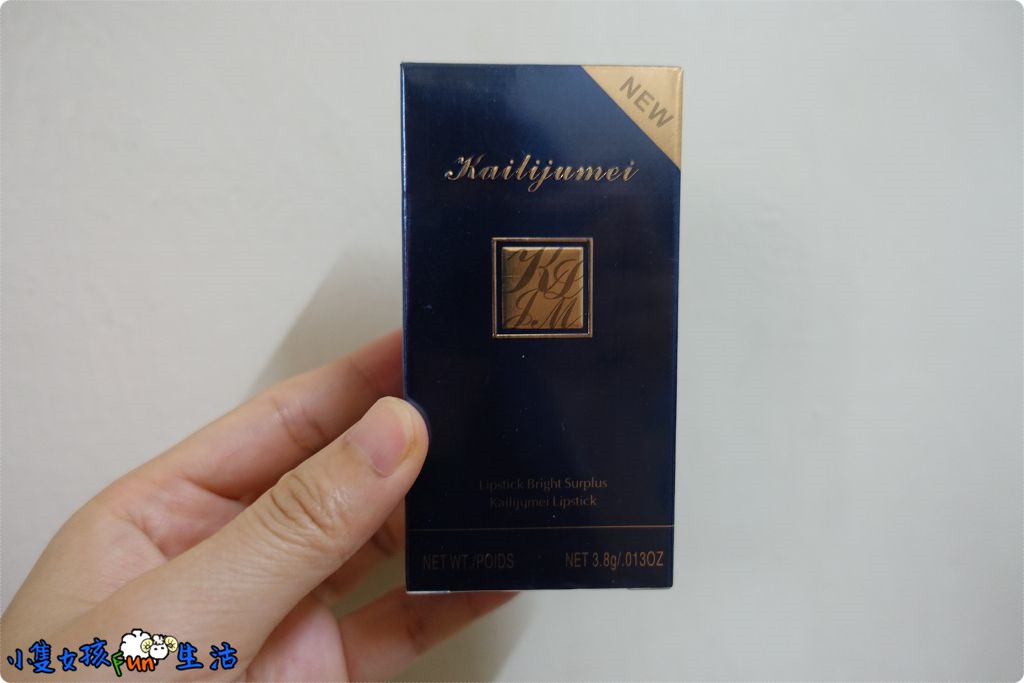 NEW
Kailijumei
KJ
JM
Lipstick Bright Surplus
Kailijumei Lipstick
NET WT./POIDS NET 3.8g/.013OZ
小隻女孩Fun生活